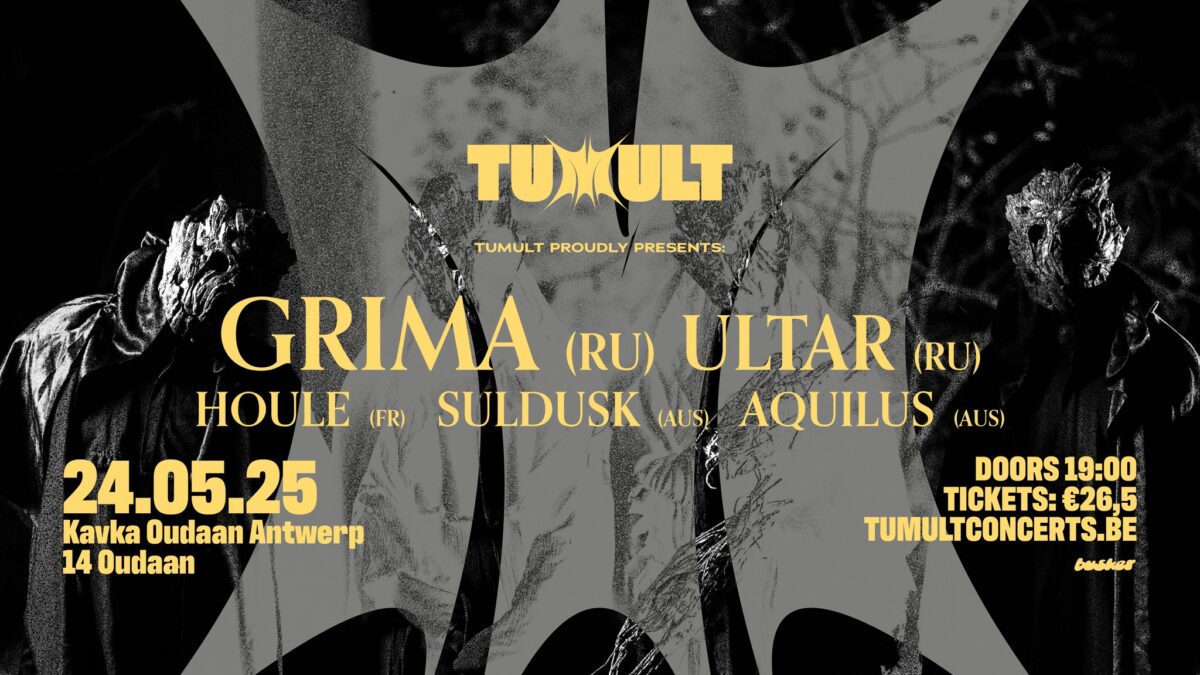 TUMULT
TUMULT PROUDLY PRESENTS:
GRIMA (RU) ULTAR (RU)
HOULE (FR) SULDUSK (AUS) AQUILUS (AUS)
24.05.25
Kavka Oudaan Antwerp
14 Oudaan
DOORS 19:00
TICKETS: €26,5
TUMULTCONCERTS.BE
busker